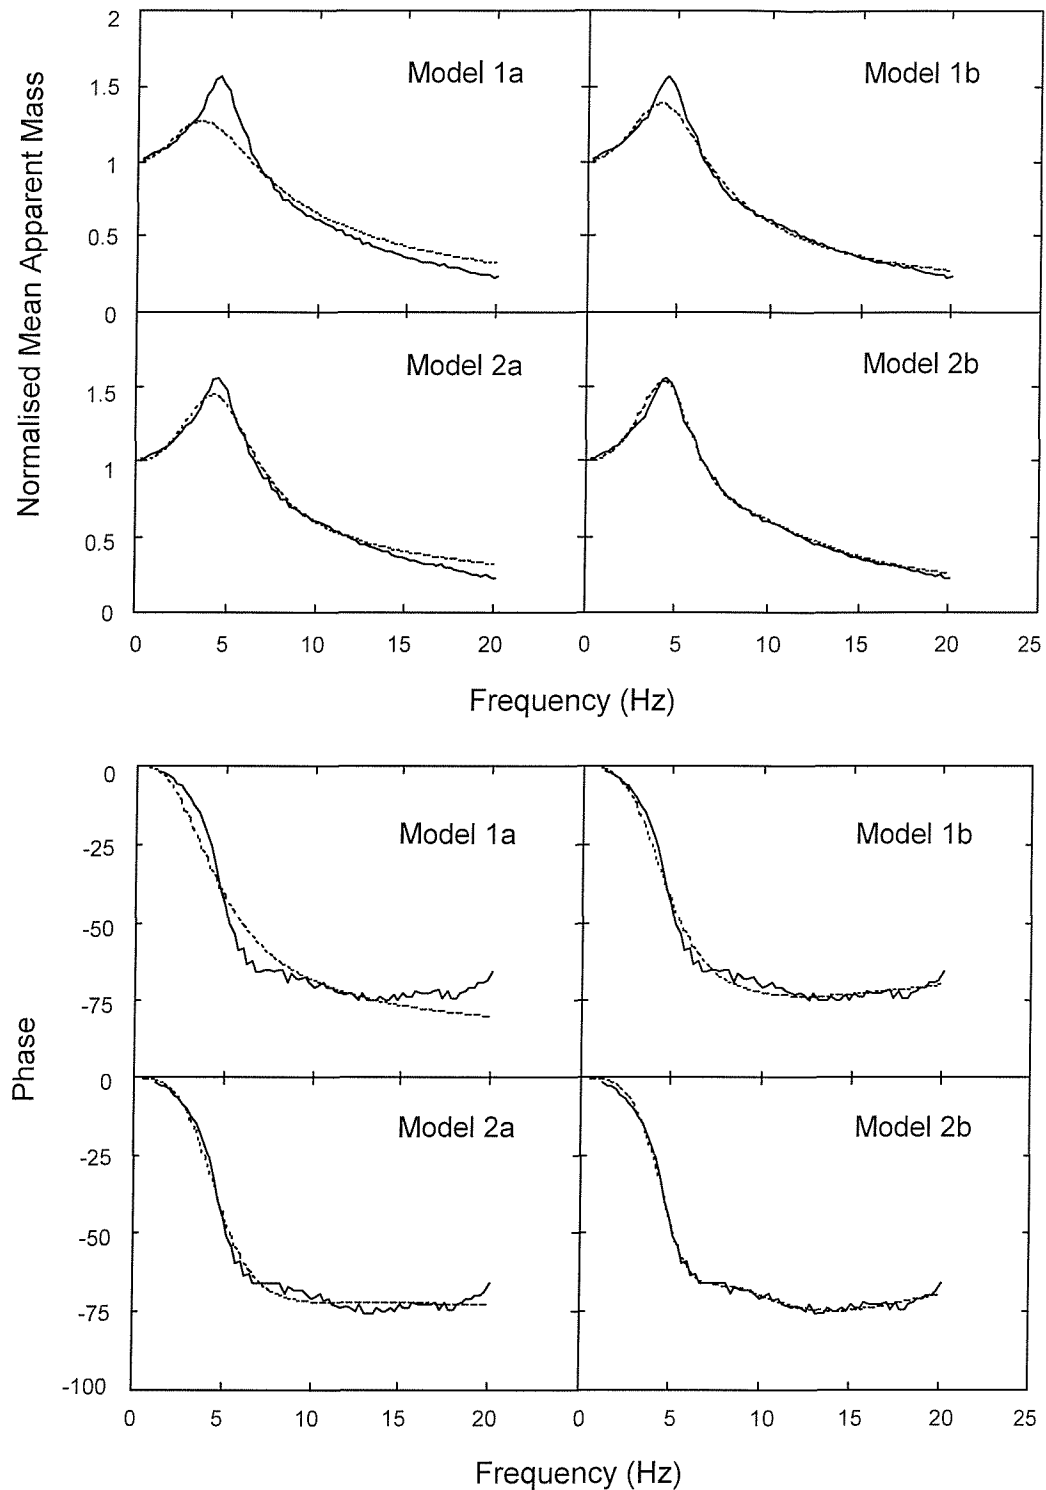 Normalised Mean Apparent Mass
2
1.5
1
0.5
0
Model 1a
Model 1b
1.5
1
0.5
0
Model 2a
Model 2b
0 5 10 15 20 0 5 10 15 20 25
Frequency (Hz)
Phase
0
-25
-50
-75
Model 1a
Model 1b
0
-25
-50
-75
-100
Model 2a
Model 2b
0 5 10 15 20 0 5 10 15 20 25
Frequency (Hz)